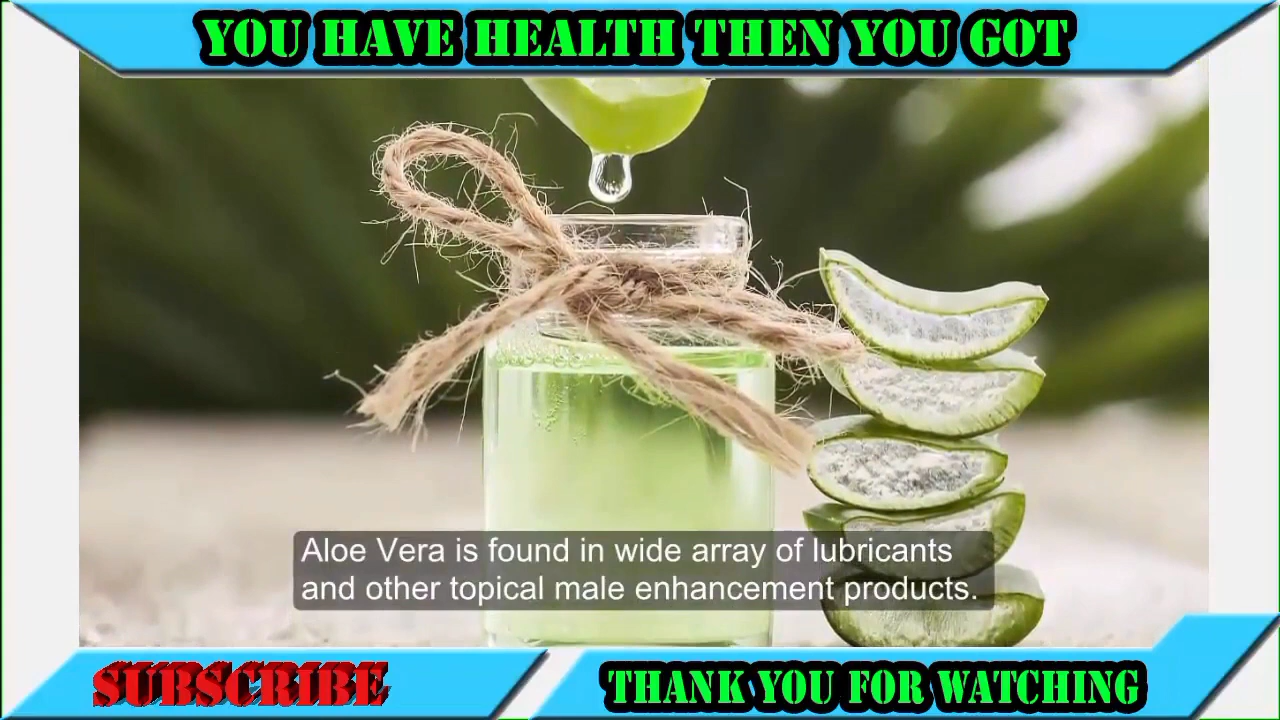 YOU HAVE HEALTH THEN YOU GOT
Aloe Vera is found in wide array of lubricants
and other topical male enhancement products.
SUBSCRIBE
THANK YOU FOR WATCHING